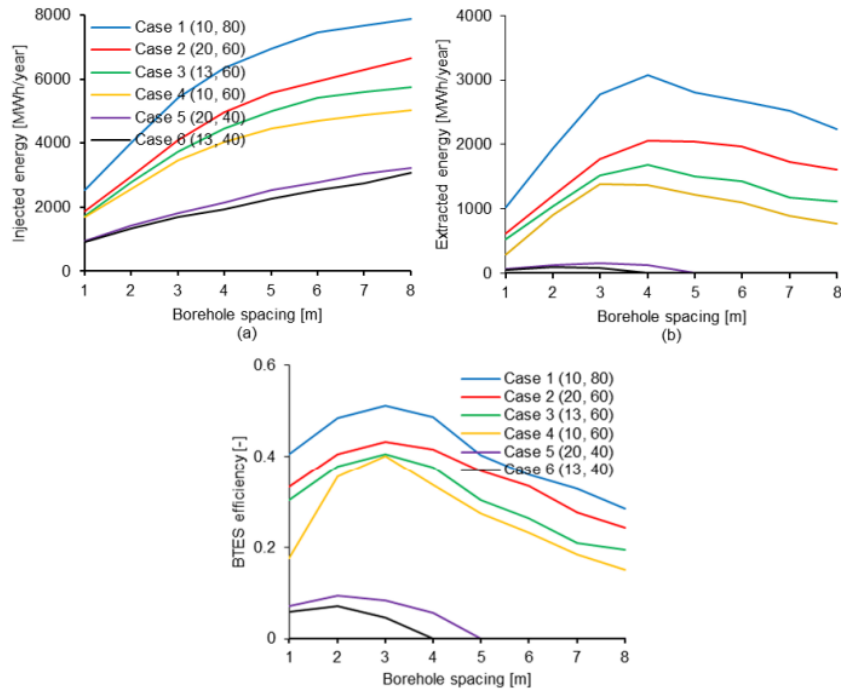 8000
6000
4000
2000
0
Injected energy [MWh/year]
Case 1 (10, 80)
Case 2 (20, 60)
Case 3 (13, 60)
Case 4 (10, 60)
Case 5 (20, 40)
Case 6 (13, 40)
1 2 3 4 5 6 7 8
Borehole spacing [m]
(a)
4000
3000
2000
1000
0
Extracted energy [MWh/year]
1 2 3 4 5 6 7 8
Borehole spacing [m]
(b)
0.6
0.4
0.2
0
BTES efficiency [-]
Case 1 (10, 80)
Case 2 (20, 60)
Case 3 (13, 60)
Case 4 (10, 60)
Case 5 (20, 40)
Case 6 (13, 40)
1 2 3 4 5 6 7 8
Borehole spacing [m]